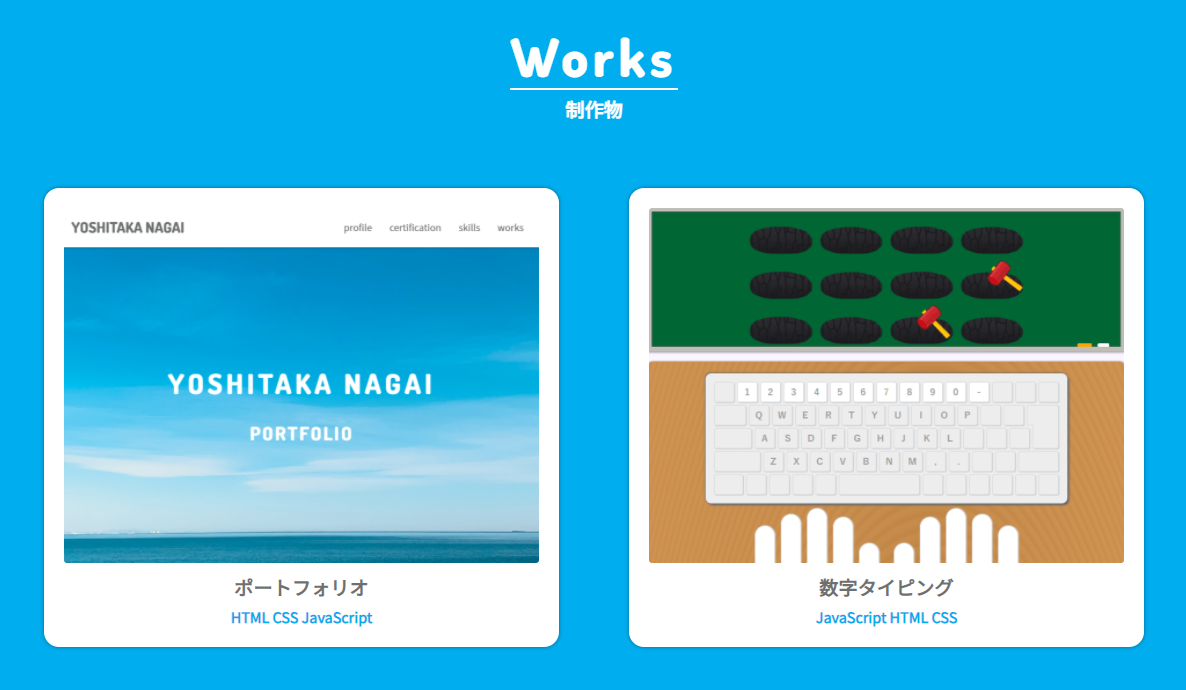 Works
制作物
YOSHITAKA NAGAI
profile certification skills works
YOSHITAKA NAGAI
PORTFOLIO
ポートフォリオ
HTML CSS JavaScript
1 2 3 4 5 6 7 8 9 0 -
Q W E R T Y U I O P
A S D F G H J K L
Z X C V B N M , .
数字タイピング
JavaScript HTML CSS